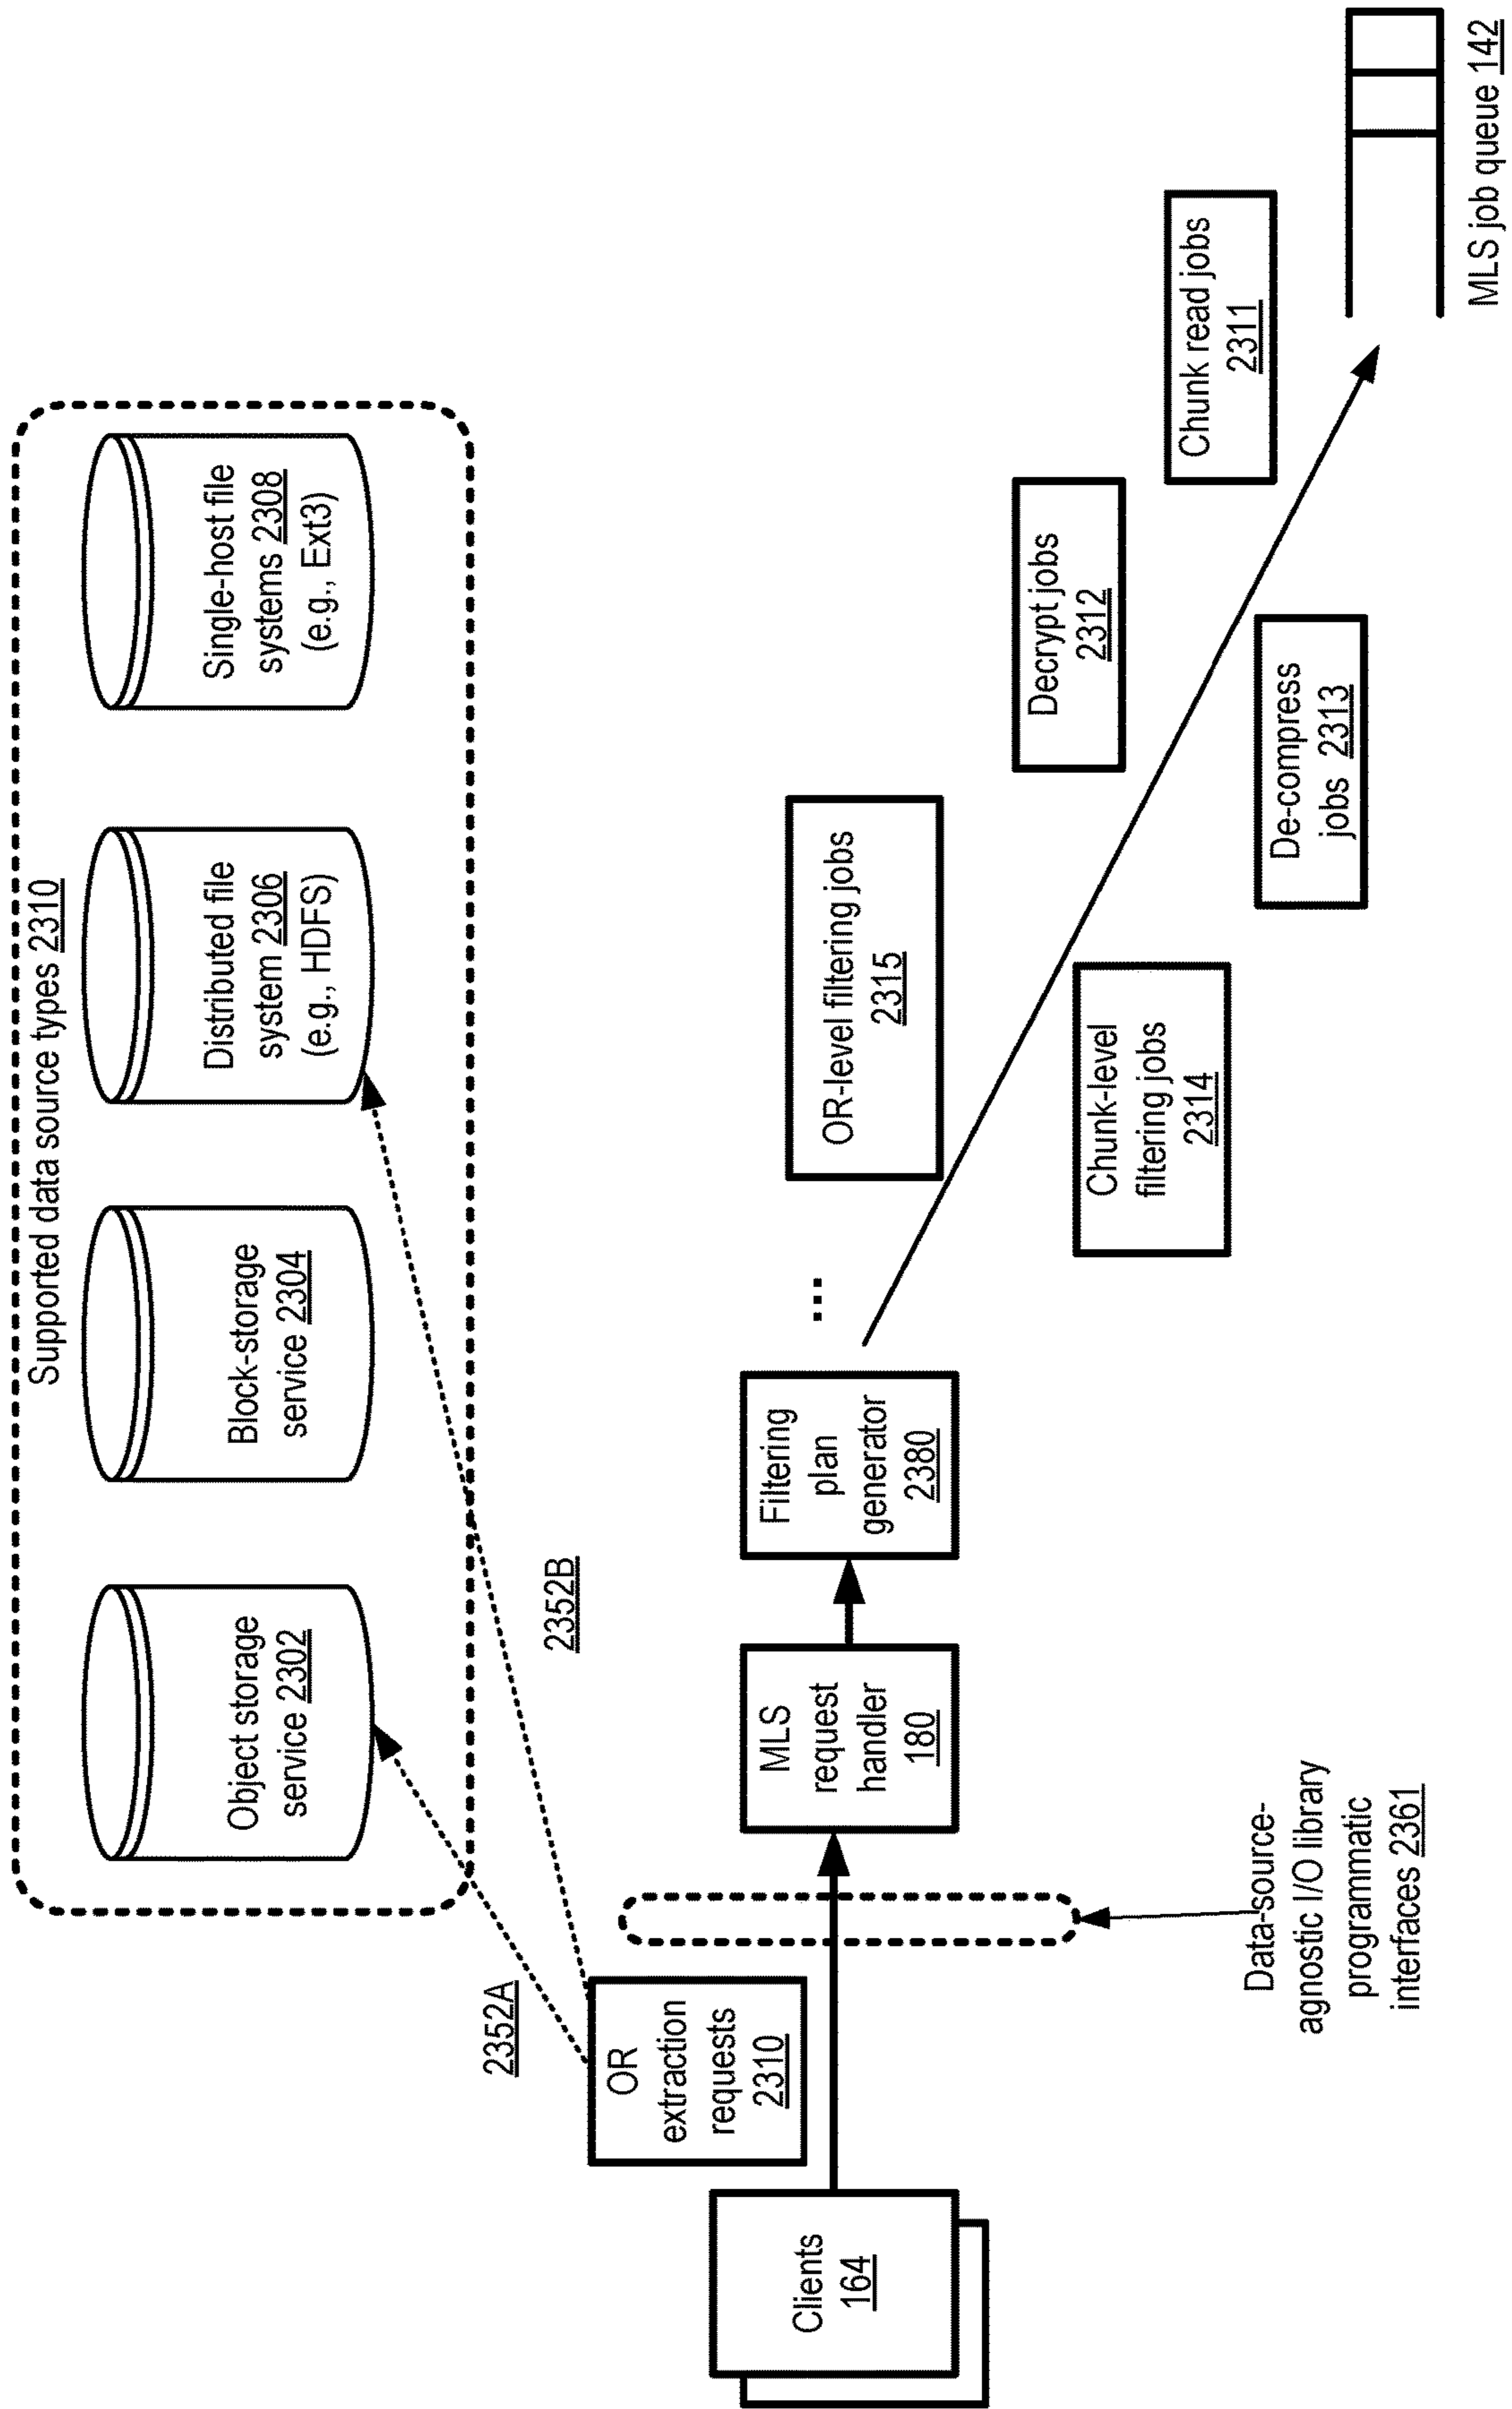 Supported data source types 2310
Object storage
service 2302
Block-storage
service 2304
Distributed file
system 2306
(e.g., HDFS)
Single-host file
systems 2308
(e.g., Ext3)
2352A
2352B
OR
extraction
requests
2310
Clients
164
MLS
request
handler
180
Filtering
plan
generator
2380
...
OR-level filtering jobs
2315
Decrypt jobs
2312
Chunk read jobs
2311
Chunk-level
filtering jobs
2314
De-compress
jobs 2313
MLS job queue 142
Data-source-
agnostic I/O library
programmatic
interfaces 2361